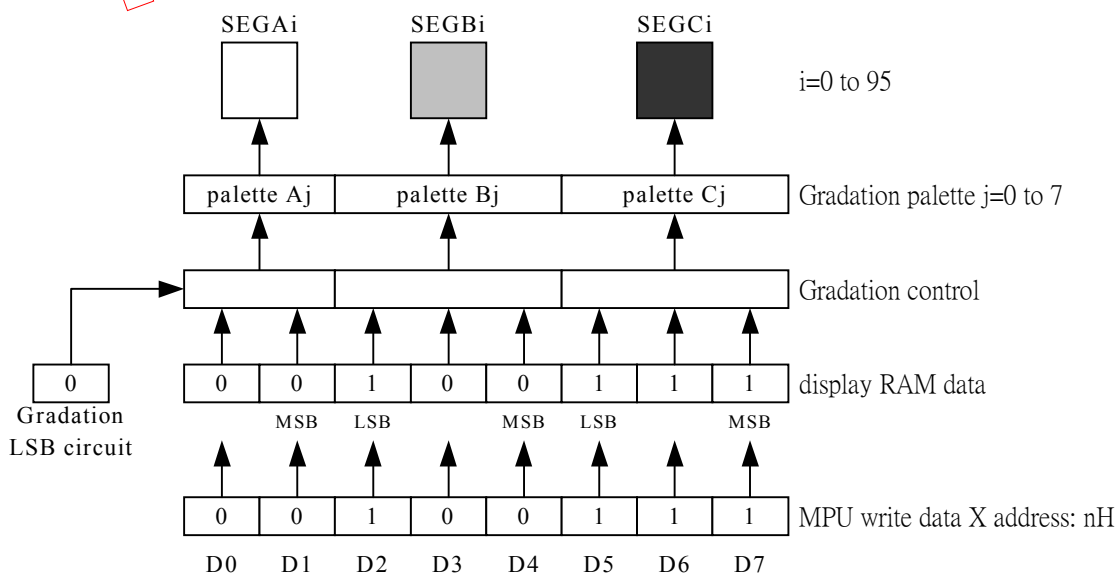 SEGAi SEGBi SEGCi
i=0 to 95
palette Aj palette Bj palette Cj Gradation palette j=0 to 7
Gradation control
0 0 0 1 0 0 1 1 1 display RAM data
Gradation
LSB circuit
MSB LSB MSB LSB MSB
0 0 1 0 0 1 1 1 MPU write data X address: nH
D0 D1 D2 D3 D4 D5 D6 D7